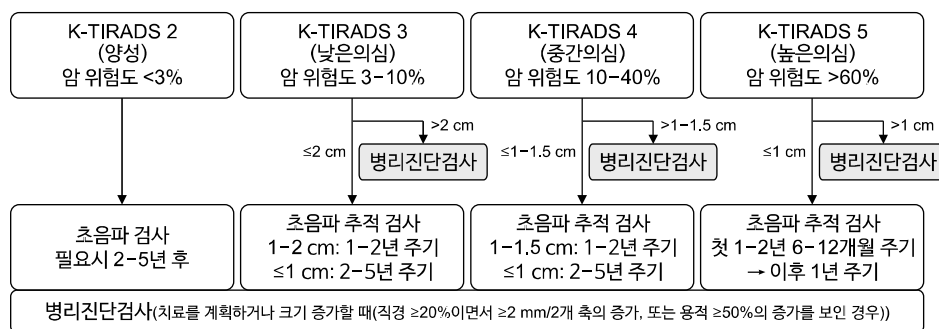 K-TIRADS 2
(양성)
암 위험도 <3%
K-TIRADS 3
(낮은의심)
암 위험도 3-10%
K-TIRADS 4
(중간의심)
암 위험도 10-40%
K-TIRADS 5
(높은의심)
암 위험도 >60%
>2 cm
≤2 cm
병리진단검사
>1-1.5 cm
≤1-1.5 cm
병리진단검사
>1 cm
≤1 cm
병리진단검사
초음파 검사
필요시 2-5년 후
초음파 추적 검사
1-2 cm: 1-2년 주기
≤1 cm: 2-5년 주기
초음파 추적 검사
1-1.5 cm: 1-2년 주기
≤1 cm: 2-5년 주기
초음파 추적 검사
첫 1-2년 6-12개월 주기
→ 이후 1년 주기
병리진단검사(치료를 계획하거나 크기 증가할 때(직경 ≥20%이면서 ≥2 mm/2개 축의 증가, 또는 용적 ≥50%의 증가를 보인 경우))